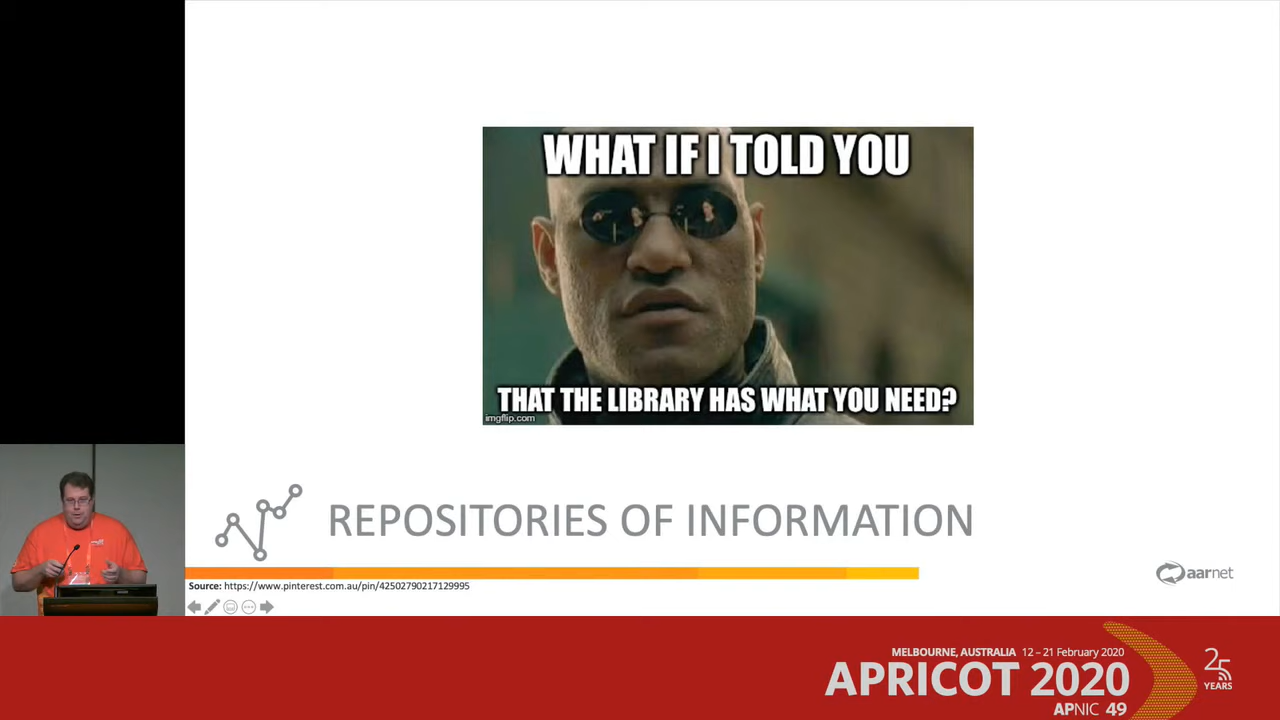 WHAT IF I TOLD YOU
THAT THE LIBRARY HAS WHAT YOU NEED?
imgflip.com
REPOSITORIES OF INFORMATION
Source: https://www.pinterest.com.au/pin/42502790217129995
aarnet
MELBOURNE, AUSTRALIA 12 – 21 February 2020
APRICOT 2020
APNIC 49
25
YEARS